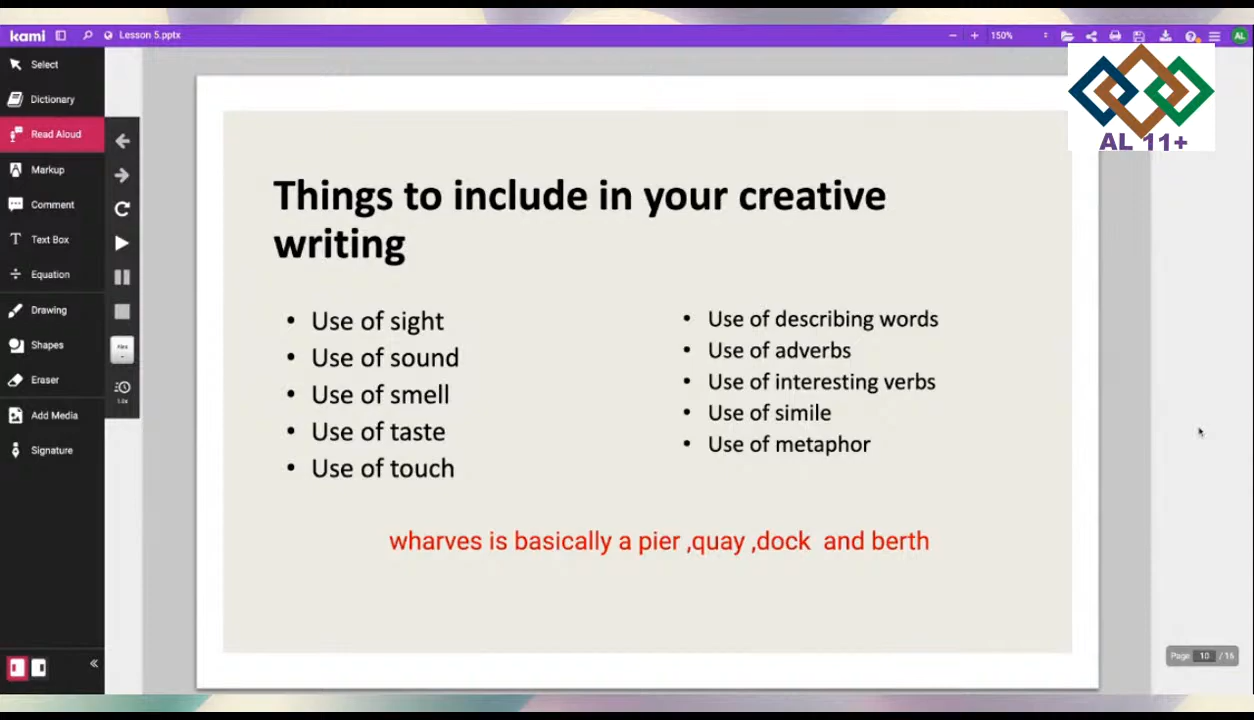 kami
Lesson 5.pptx
150%
AL
Select
Dictionary
Read Aloud
Markup
Comment
Text Box
Equation
Drawing
Shapes
Eraser
Add Media
Signature
1.0x
AL 11+
Things to include in your creative
writing
• Use of sight
• Use of sound
• Use of smell
• Use of taste
• Use of touch
• Use of describing words
• Use of adverbs
• Use of interesting verbs
• Use of simile
• Use of metaphor
wharves is basically a pier ,quay ,dock and berth
Page 10 / 16